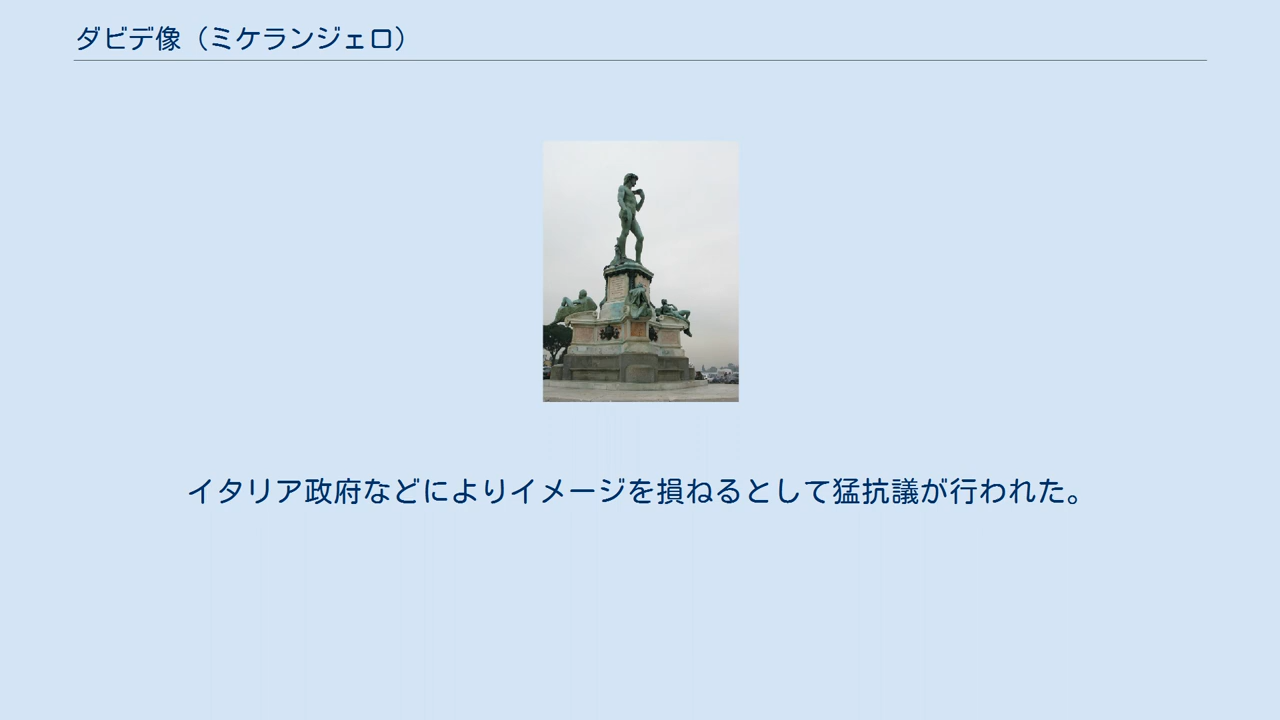 ダビデ像（ミケランジェロ）
イタリア政府などによりイメージを損ねるとして猛抗議が行われた。